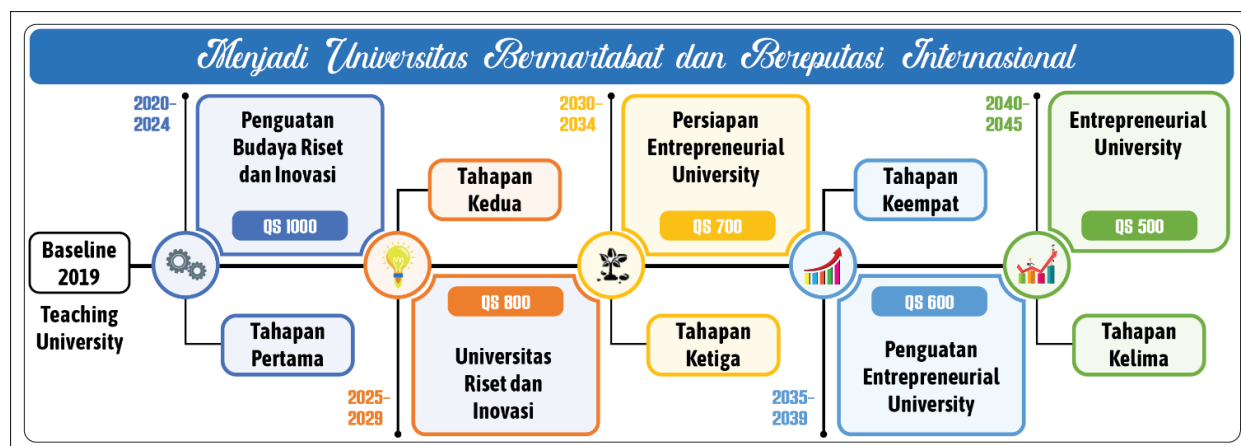 Menjadi Universitas Bermartabat dan Bereputasi Internasional
Baseline
2019
Teaching
University
2020-
2024
Penguatan
Budaya Riset
dan Inovasi
QS 1000
Tahapan
Pertama
Tahapan
Kedua
2025-
2029
QS 800
Universitas
Riset dan
Inovasi
2030-
2034
Persiapan
Entrepreneurial
University
QS 700
Tahapan
Ketiga
Tahapan
Keempat
2035-
2039
QS 600
Penguatan
Entrepreneurial
University
2040-
2045
Entrepreneurial
University
QS 500
Tahapan
Kelima